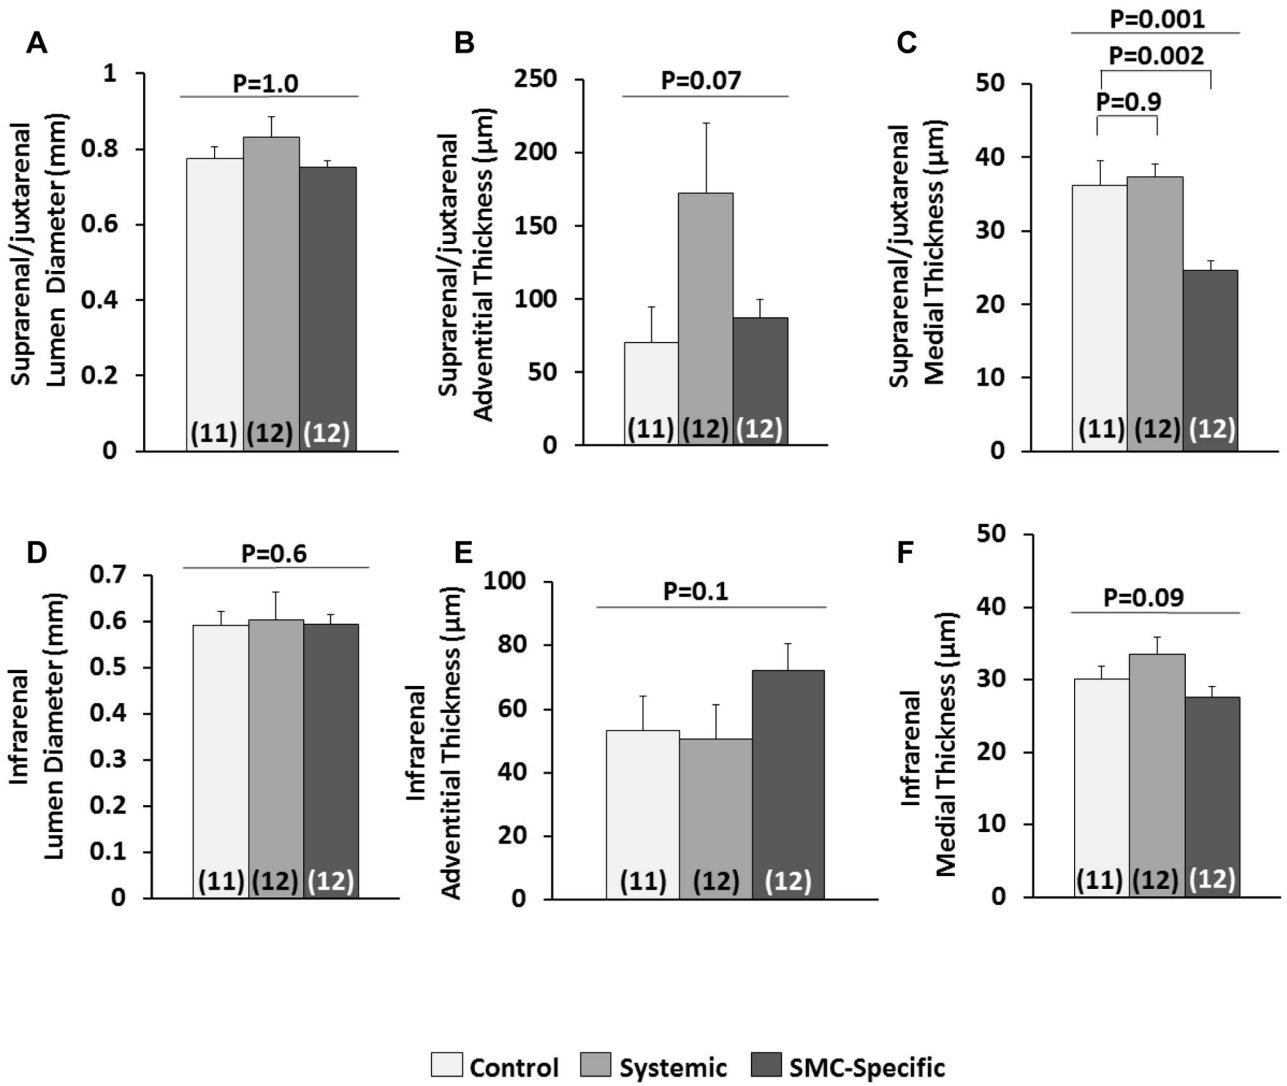 A
P=1.0
Suprarenal/juxtarenal
Lumen Diameter (mm)
1
0.8
0.6
0.4
0.2
0
(11) (12) (12)
B
P=0.07
Suprarenal/juxtarenal
Adventitial Thickness (µm)
250
200
150
100
50
0
(11) (12) (12)
C
P=0.001
P=0.002
P=0.9
Suprarenal/juxtarenal
Medial Thickness (µm)
50
40
30
20
10
0
(11) (12) (12)
D
P=0.6
Infrarenal
Lumen Diameter (mm)
0.7
0.6
0.5
0.4
0.3
0.2
0.1
0
(11) (12) (12)
E
P=0.1
Infrarenal
Adventitial Thickness (µm)
100
80
60
40
20
0
(11) (12) (12)
F
P=0.09
Infrarenal
Medial Thickness (µm)
50
40
30
20
10
0
(11) (12) (12)
Control Systemic SMC-Specific